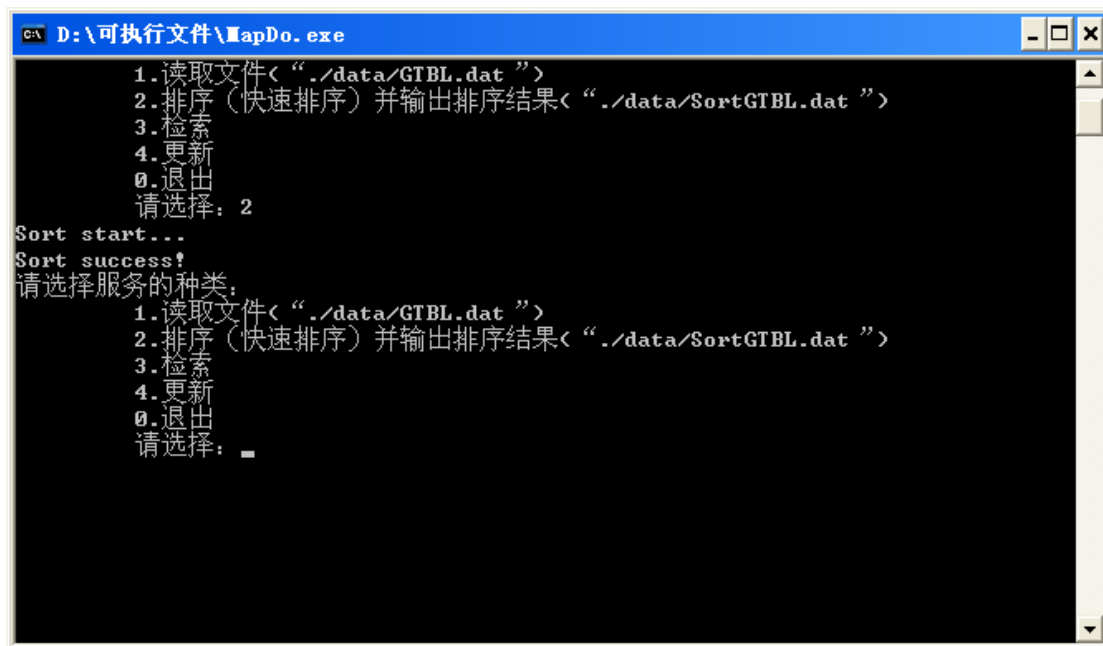 D:\可执行文件\MapDo.exe
1.读取文件(“./data/GTBL.dat ”)
2.排序（快速排序）并输出排序结果(“./data/SortGTBL.dat ”)
3.检索
4.更新
0.退出
请选择：2
Sort start...
Sort success!
请选择服务的种类：
1.读取文件(“./data/GTBL.dat ”)
2.排序（快速排序）并输出排序结果(“./data/SortGTBL.dat ”)
3.检索
4.更新
0.退出
请选择：